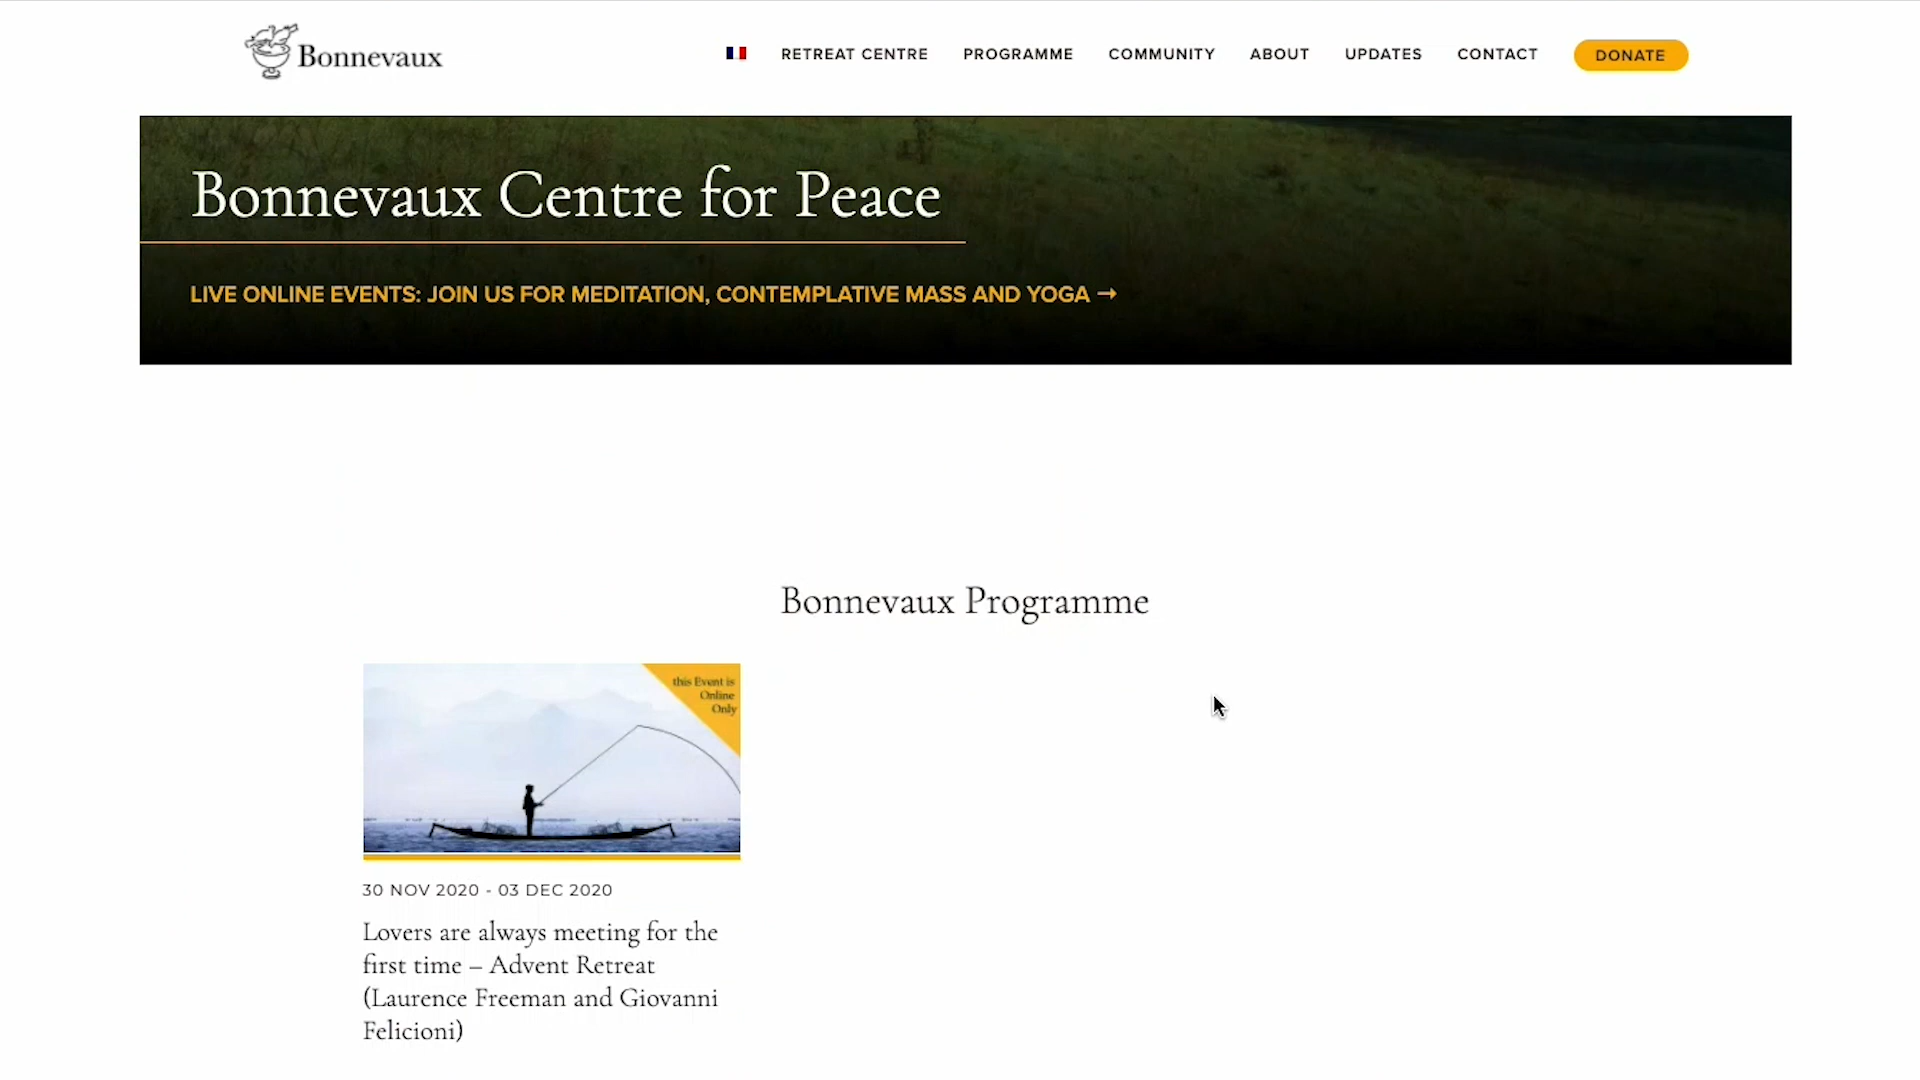 Bonnevaux
RETREAT CENTRE
PROGRAMME
COMMUNITY
ABOUT
UPDATES
CONTACT
DONATE
Bonnevaux Centre for Peace
LIVE ONLINE EVENTS: JOIN US FOR MEDITATION, CONTEMPLATIVE MASS AND YOGA →
Bonnevaux Programme
this Event is
Online
Only
30 NOV 2020 - 03 DEC 2020
Lovers are always meeting for the
first time – Advent Retreat
(Laurence Freeman and Giovanni
Felicioni)